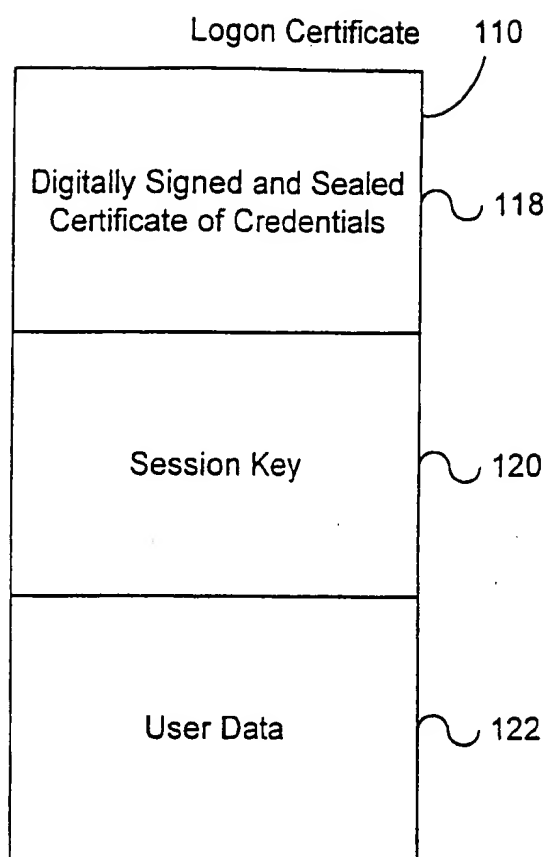 Logon Certificate 110
Digitally Signed and Sealed
Certificate of Credentials
118
Session Key
120
User Data
122